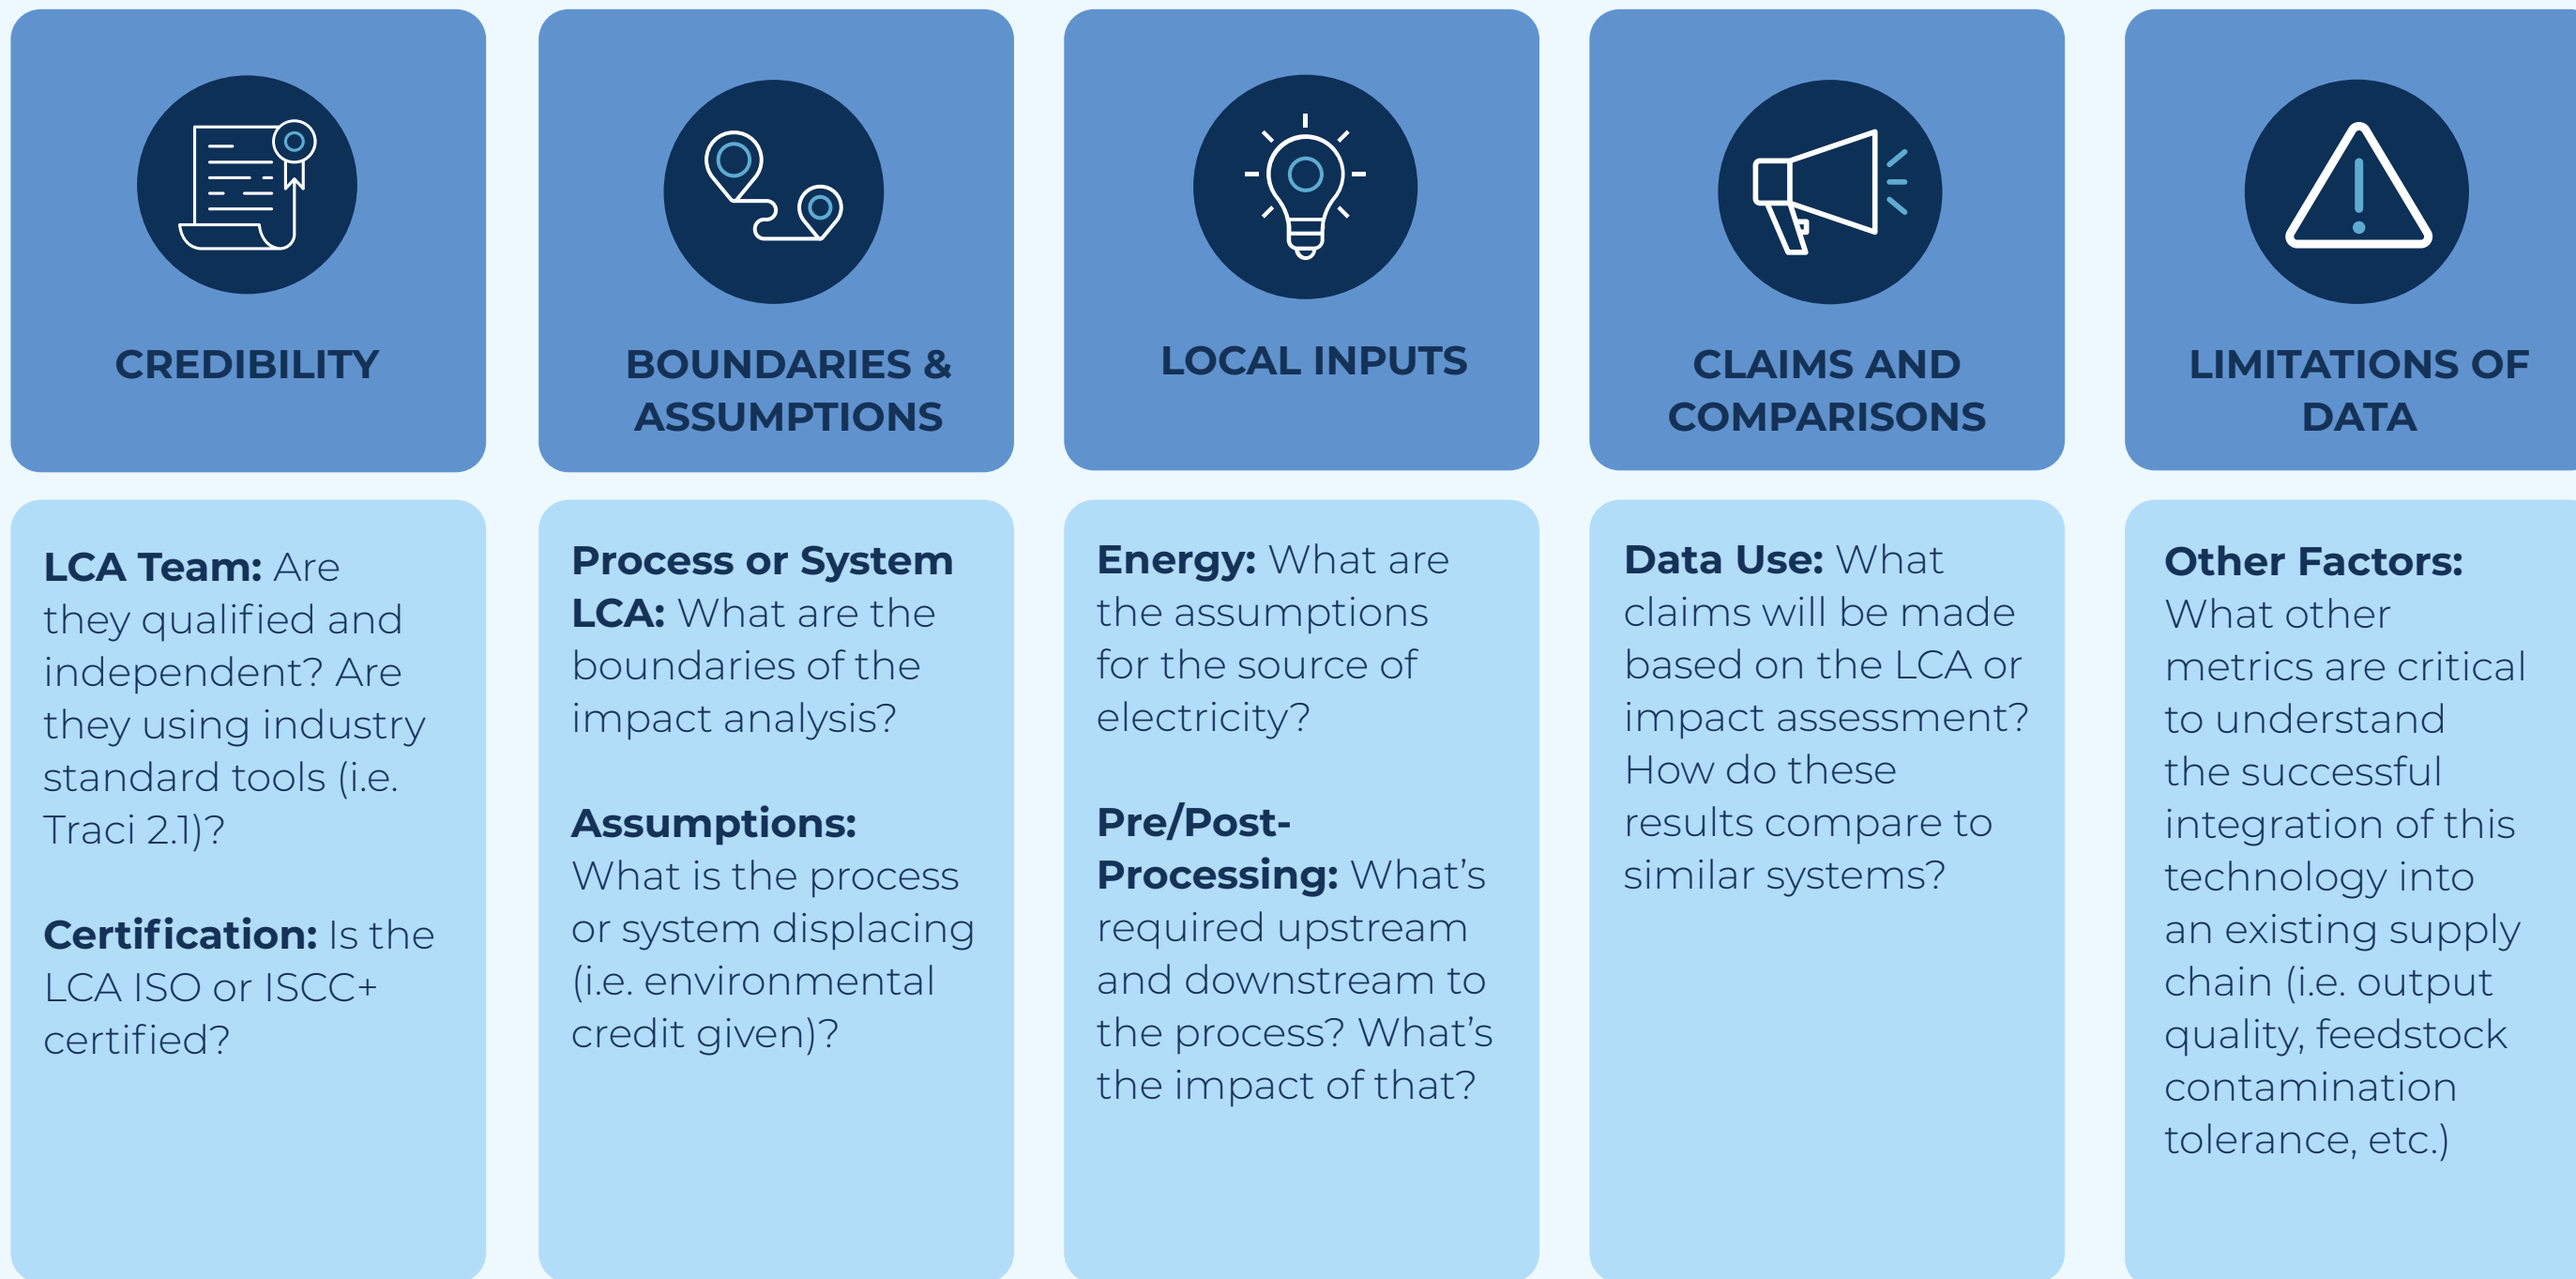 CREDIBILITY
LCA Team: Are
they qualified and
independent? Are
they using industry
standard tools (i.e.
Traci 2.1)?
Certification: Is the
LCA ISO or ISCC+
certified?
BOUNDARIES &
ASSUMPTIONS
Process or System
LCA: What are the
boundaries of the
impact analysis?
Assumptions:
What is the process
or system displacing
(i.e. environmental
credit given)?
LOCAL INPUTS
Energy: What are
the assumptions
for the source of
electricity?
Pre/Post-
Processing: What’s
required upstream
and downstream to
the process? What’s
the impact of that?
CLAIMS AND
COMPARISONS
Data Use: What
claims will be made
based on the LCA or
impact assessment?
How do these
results compare to
similar systems?
LIMITATIONS OF
DATA
Other Factors:
What other
metrics are critical
to understand
the successful
integration of this
technology into
an existing supply
chain (i.e. output
quality, feedstock
contamination
tolerance, etc.)